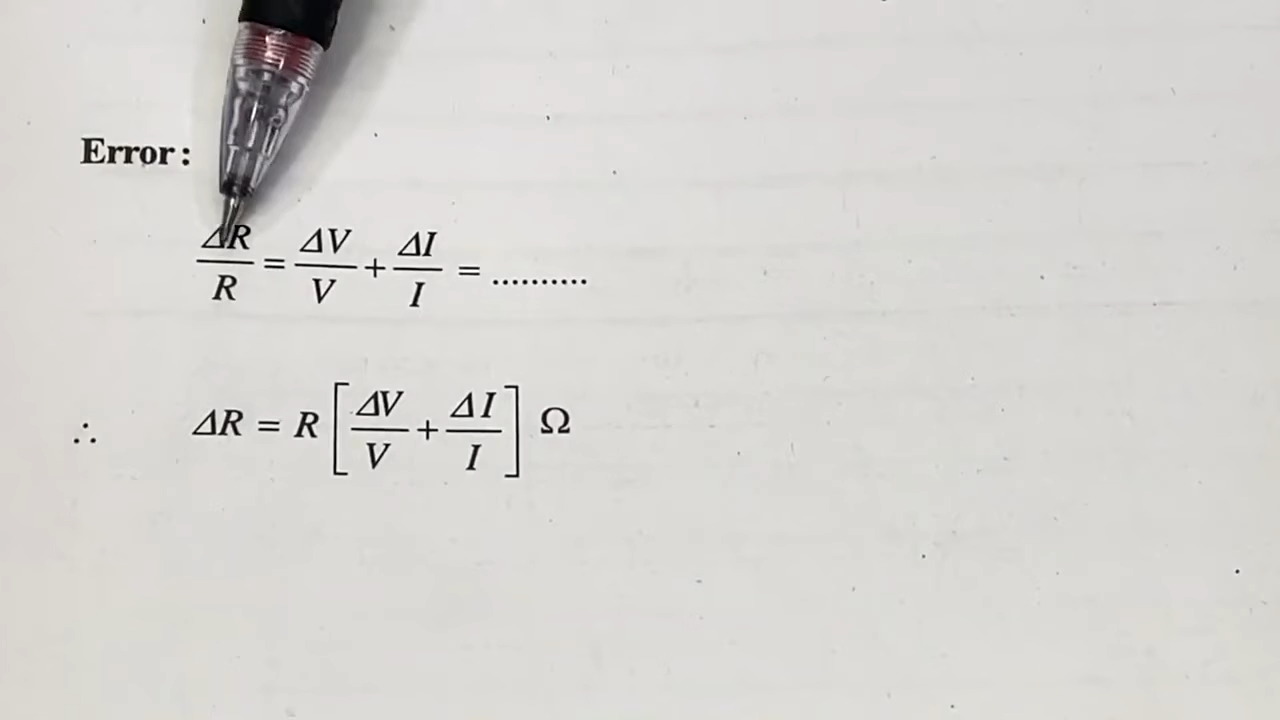 Error:
ΔR/R = ΔV/V + ΔI/I = ..........
∴ ΔR = R [ΔV/V + ΔI/I] Ω